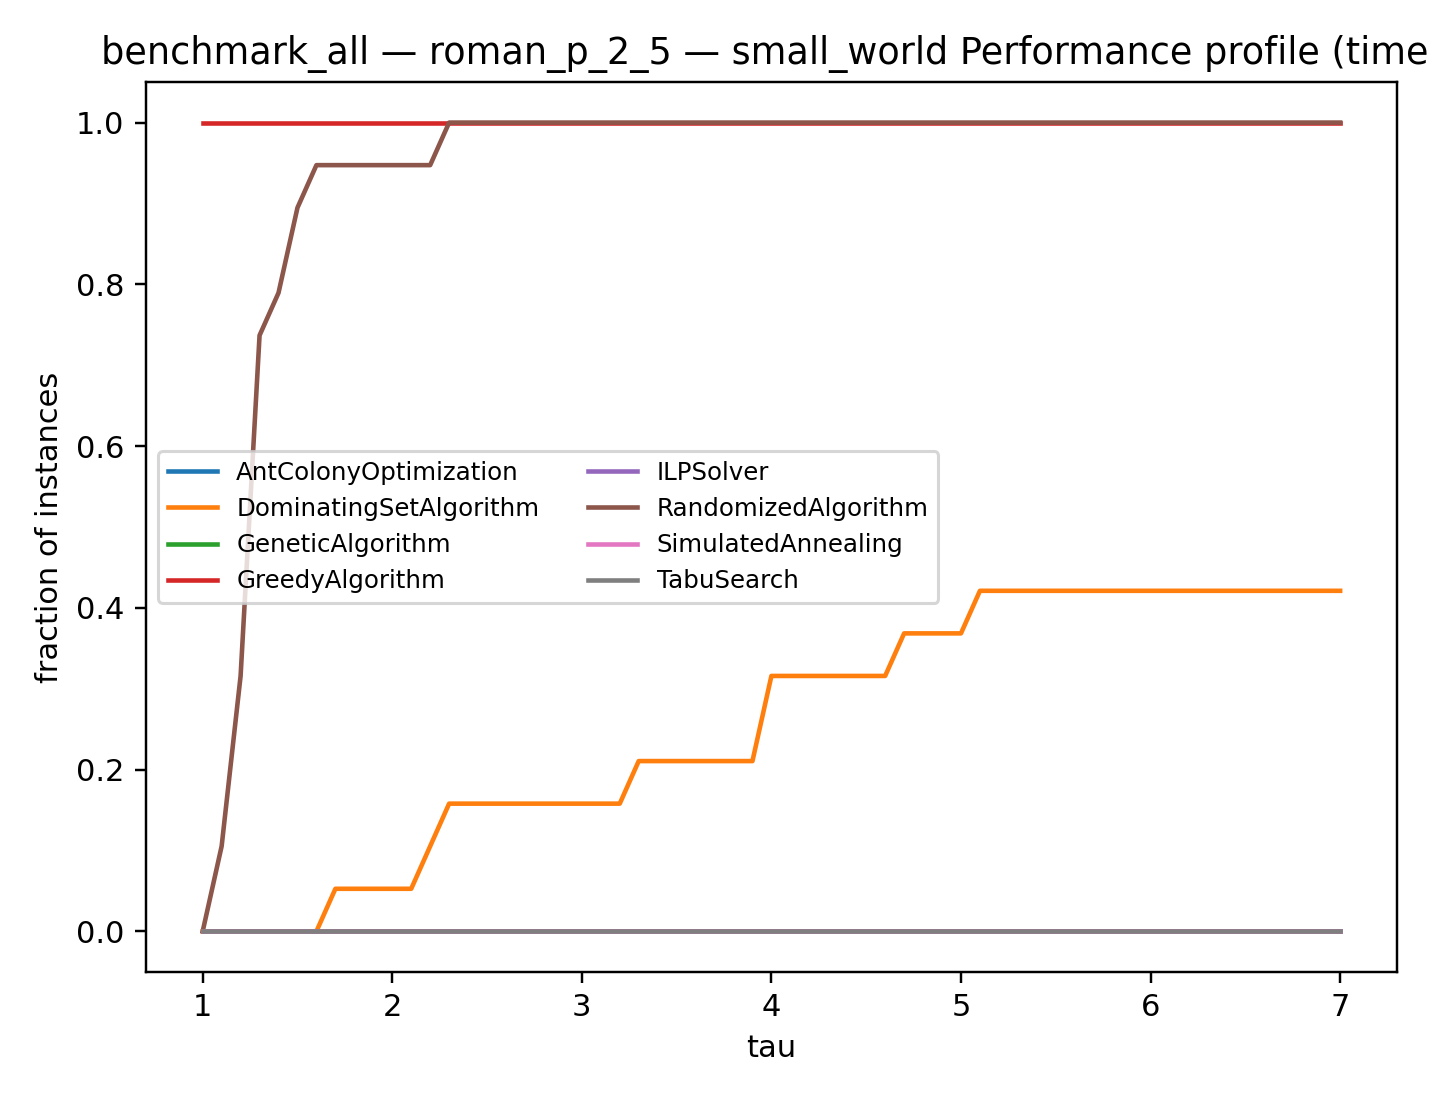 benchmark_all — roman_p_2_5 — small_world Performance profile (time
1.0
0.8
0.6
0.4
0.2
0.0
fraction of instances
AntColonyOptimization
DominatingSetAlgorithm
GeneticAlgorithm
GreedyAlgorithm
ILPSolver
RandomizedAlgorithm
SimulatedAnnealing
TabuSearch
1 2 3 4 5 6 7
tau